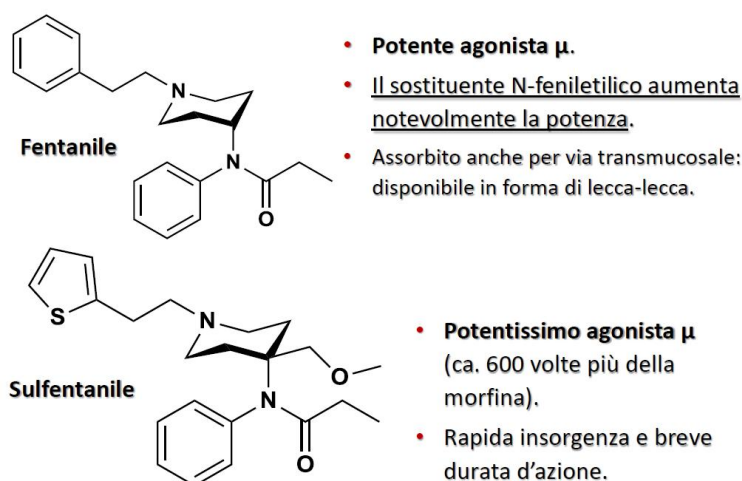 • Potente agonista μ.
• Il sostituente N-feniletilico aumenta
notevolmente la potenza.
• Assorbito anche per via transmucosale:
disponibile in forma di lecca-lecca.
N
Fentanile
N
O
S
N
O
Sulfentanile
N
O
• Potentissimo agonista μ
(ca. 600 volte più della
morfina).
• Rapida insorgenza e breve
durata d'azione.